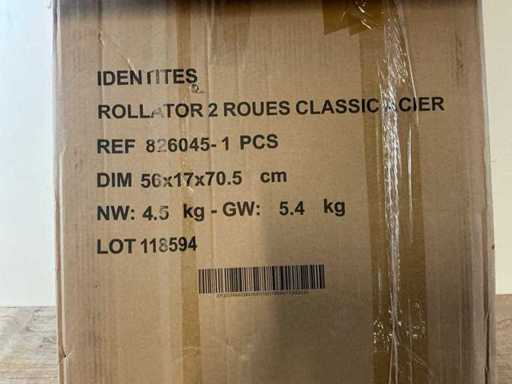 IDENTITES
ROLLATOR 2 ROUES CLASSIC ACIER
REF 826045-1 PCS
DIM 56x17x70.5 cm
NW: 4.5 kg - GW: 5.4 kg
LOT 118594